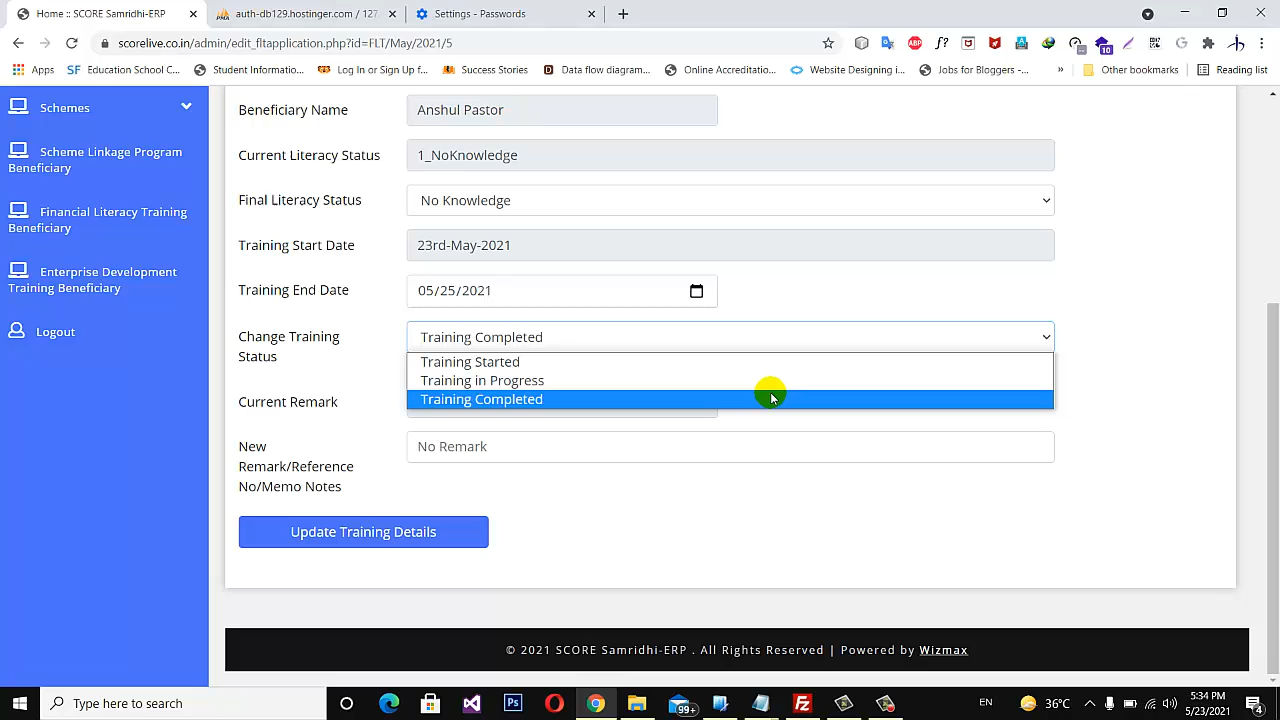 Home :: SCORE Samridhi-ERP
auth-db129.hostinger.com / 127.
Settings - Passwords
scorelive.co.in/admin/edit_fltapplication.php?id=FLT/May/2021/5
Apps
Education School C...
Student Informatio...
Log In or Sign Up f...
Success Stories
Data flow diagram...
Online Accreditatio...
Website Designing i...
Jobs for Bloggers -...
»
Other bookmarks
Reading list
Schemes
Scheme Linkage Program
Beneficiary
Financial Literacy Training
Beneficiary
Enterprise Development
Training Beneficiary
Logout
Beneficiary Name
Anshul Pastor
Current Literacy Status
1_NoKnowledge
Final Literacy Status
No Knowledge
Training Start Date
23rd-May-2021
Training End Date
05/25/2021
Change Training
Status
Training Completed
Training Started
Training in Progress
Training Completed
Current Remark
New
Remark/Reference
No/Memo Notes
No Remark
Update Training Details
© 2021 SCORE Samridhi-ERP . All Rights Reserved | Powered by Wizmax
Type here to search
99+
EN
36°C
5:34 PM
5/23/2021
4